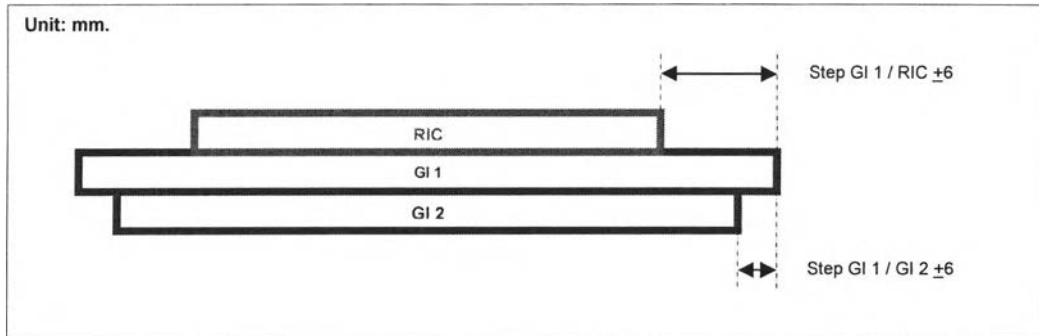 Unit: mm.
Step GI 1 / RIC ±6
RIC
GI 1
GI 2
Step GI 1 / GI 2 ±6